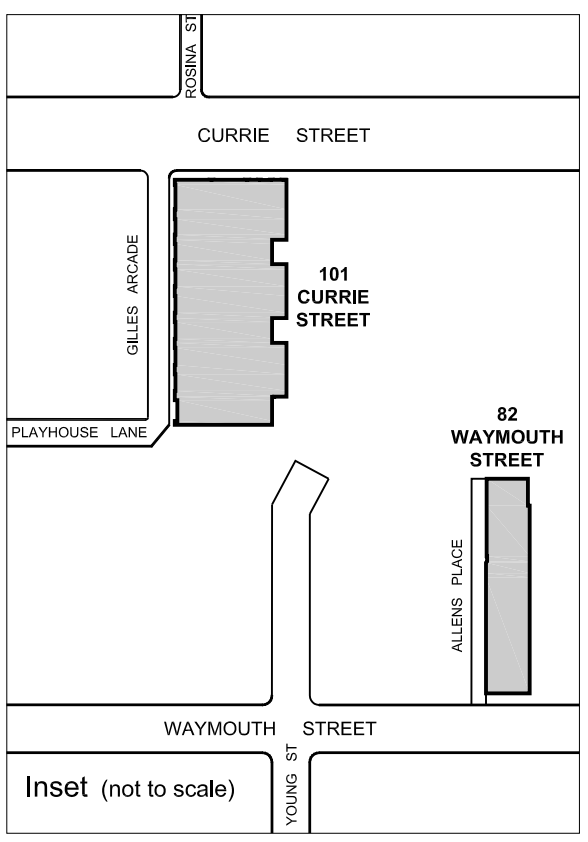 ROSINA ST
CURRIE STREET
GILLES ARCADE
101
CURRIE
STREET
PLAYHOUSE LANE
82
WAYMOUTH
STREET
ALLENS PLACE
WAYMOUTH STREET
YOUNG ST
Inset (not to scale)